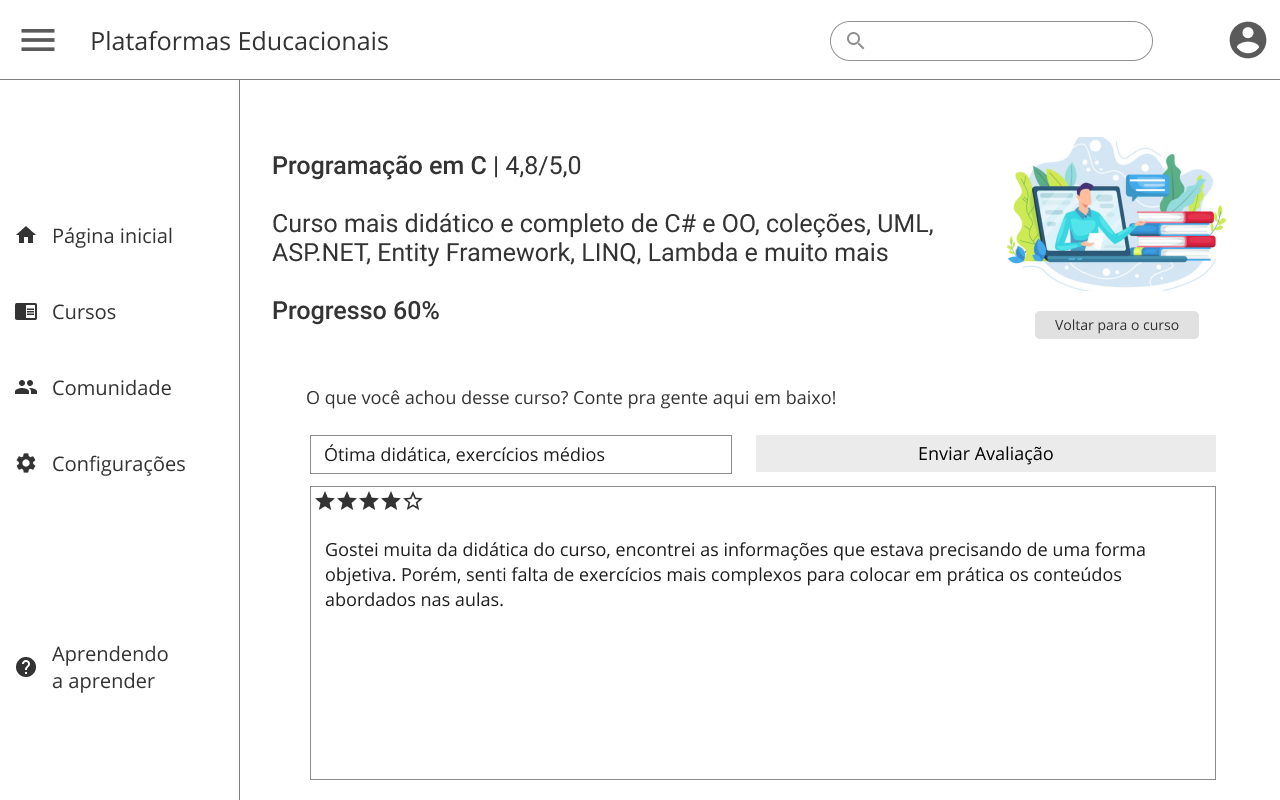 Plataformas Educacionais
Página inicial
Cursos
Comunidade
Configurações
Aprendendo
a aprender
Programação em C | 4,8/5,0
Curso mais didático e completo de C# e OO, coleções, UML,
ASP.NET, Entity Framework, LINQ, Lambda e muito mais
Progresso 60%
Voltar para o curso
O que você achou desse curso? Conte pra gente aqui em baixo!
Ótima didática, exercícios médios
Enviar Avaliação
Gostei muita da didática do curso, encontrei as informações que estava precisando de uma forma
objetiva. Porém, senti falta de exercícios mais complexos para colocar em prática os conteúdos
abordados nas aulas.